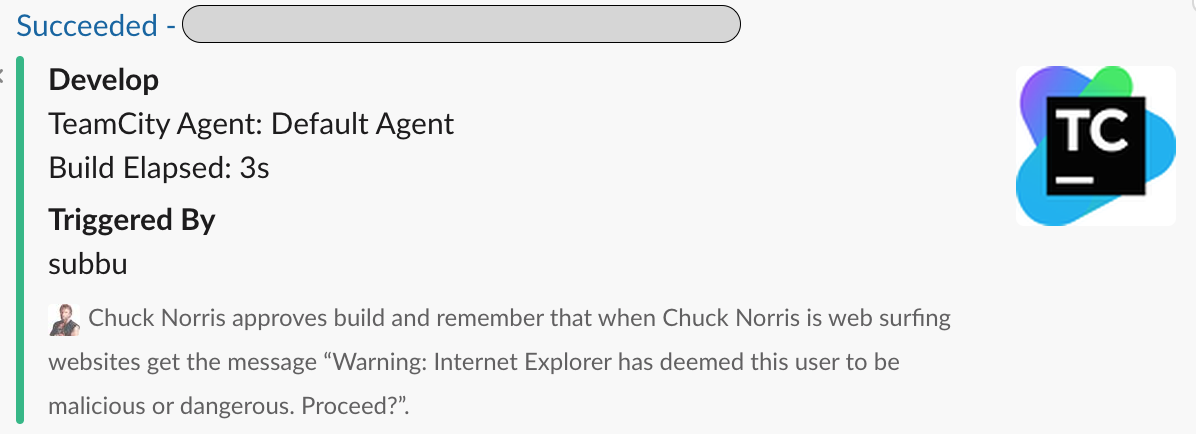 Succeeded -
Develop
TeamCity Agent: Default Agent
Build Elapsed: 3s
Triggered By
subbu
Chuck Norris approves build and remember that when Chuck Norris is web surfing
websites get the message “Warning: Internet Explorer has deemed this user to be
malicious or dangerous. Proceed?”.
TC